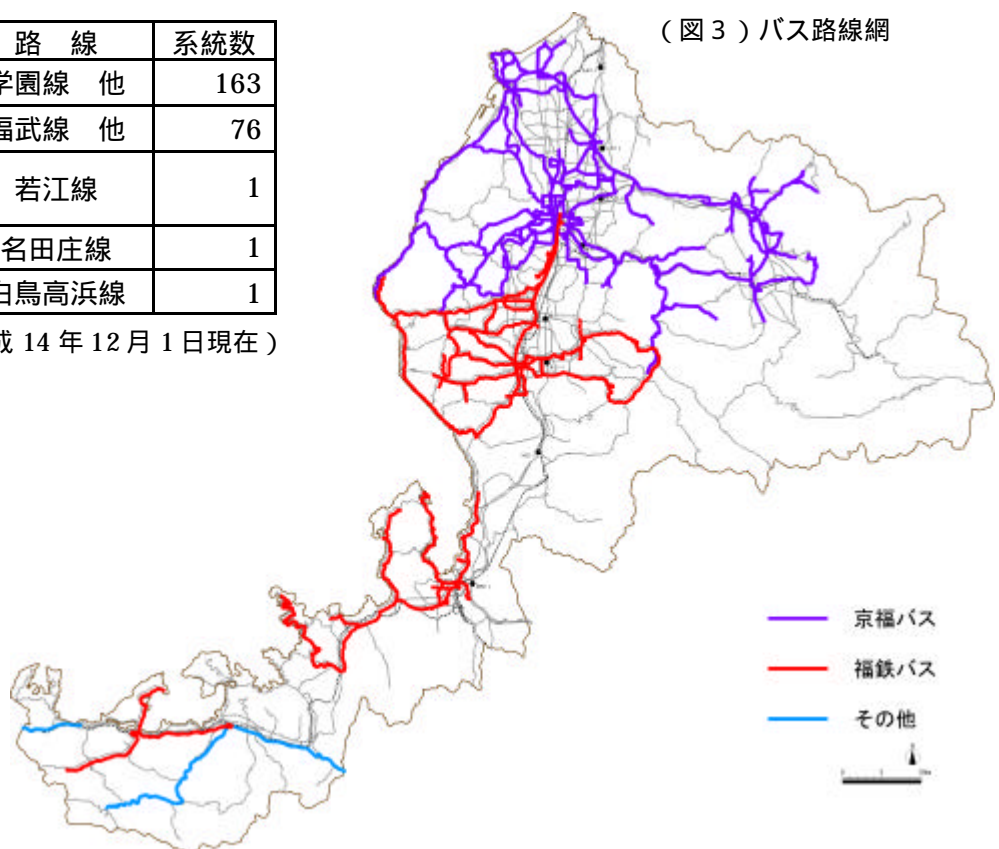 (図3)バス路線網
路 線 系統数
学園線 他 163
福武線 他 76
若江線 1
名田庄線 1
白鳥高浜線 1
成 14 年 12 月 1 日現在)
京福バス
福鉄バス
その他